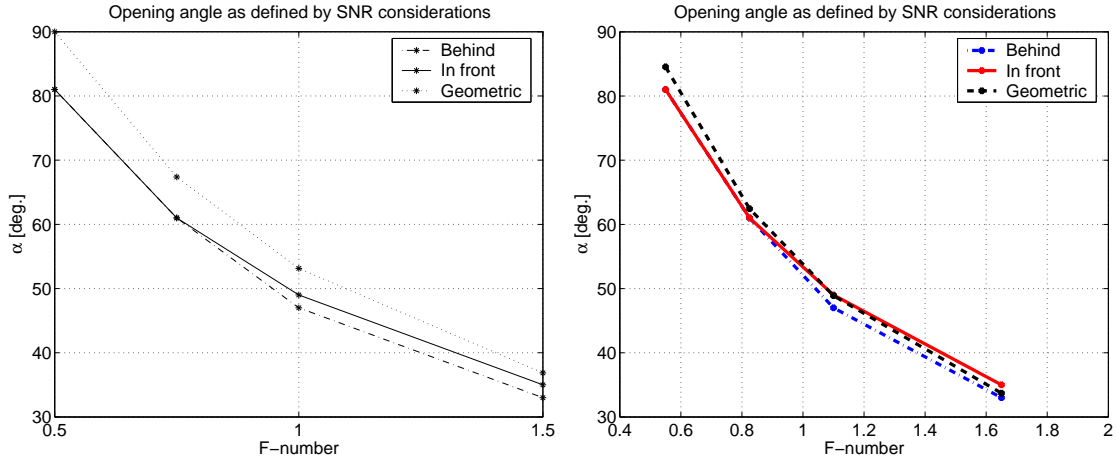 Opening angle as defined by SNR considerations
90
80
70
60
50
40
30
α [deg.]
0.5
1
1.5
F−number
Behind
In front
Geometric
Opening angle as defined by SNR considerations
90
80
70
60
50
40
30
α [deg.]
0.4
0.6
0.8
1
1.2
1.4
1.6
1.8
2
F−number
Behind
In front
Geometric